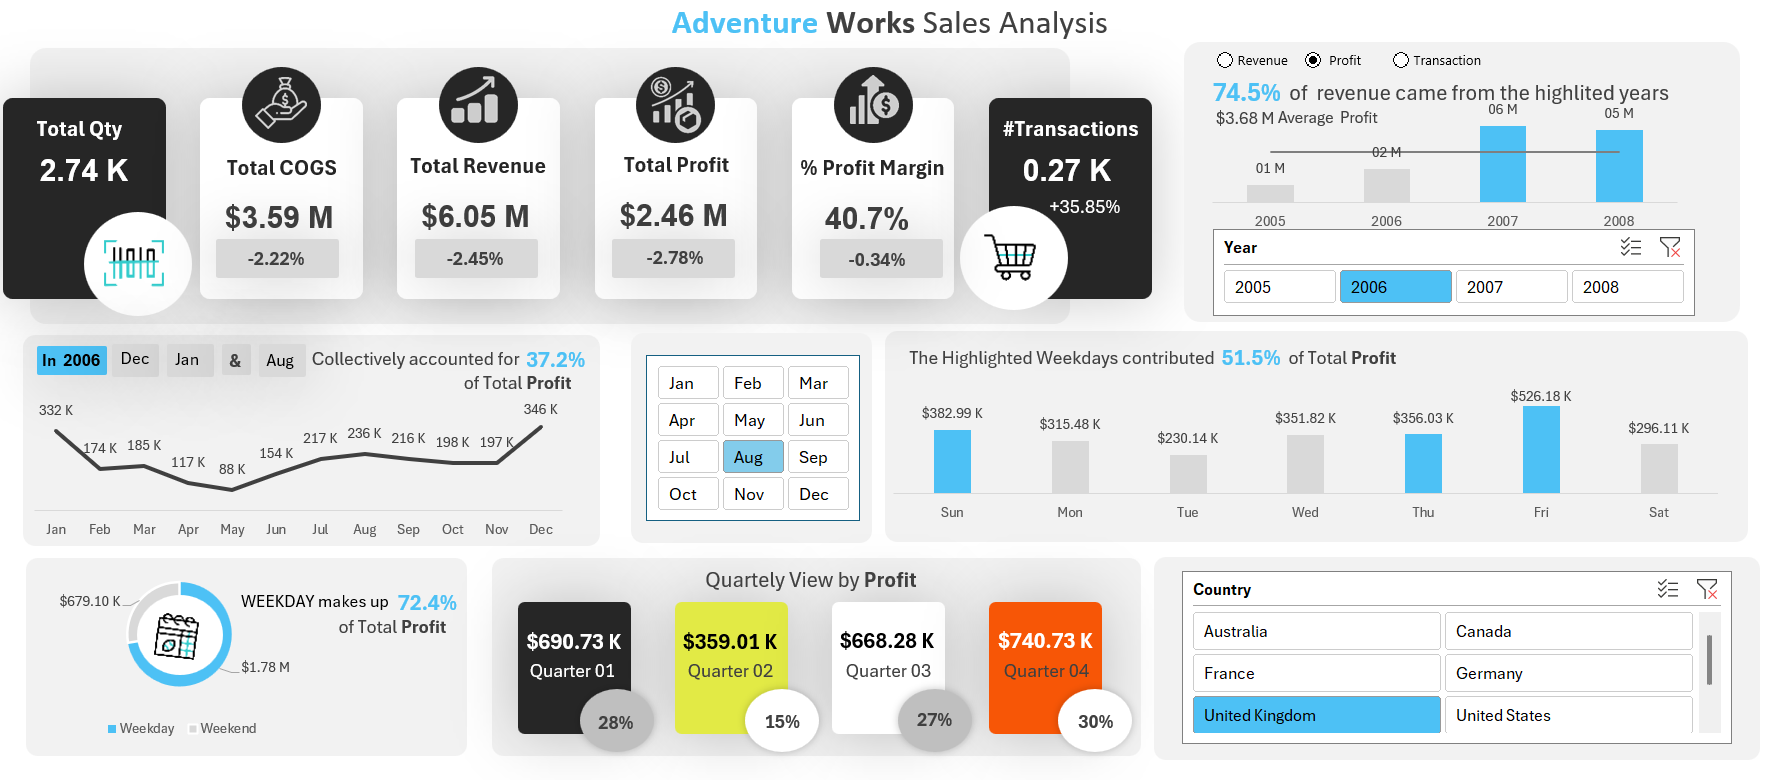 Adventure Works Sales Analysis
Total Qty
2.74 K
Total COGS
$3.59 M
-2.22%
Total Revenue
$6.05 M
-2.45%
Total Profit
$2.46 M
-2.78%
% Profit Margin
40.7%
-0.34%
#Transactions
0.27 K
+35.85%
Revenue Profit Transaction
74.5% of revenue came from the highlited years
$3.68 M Average Profit
01 M 02 M 06 M 05 M
2005 2006 2007 2008
Year
2005 2006 2007 2008
In 2006 Dec Jan & Aug Collectively accounted for 37.2%
of Total Profit
332 K 174 K 185 K 117 K 88 K 154 K 217 K 236 K 216 K 198 K 197 K 346 K
Jan Feb Mar Apr May Jun Jul Aug Sep Oct Nov Dec
Jan Feb Mar
Apr May Jun
Jul Aug Sep
Oct Nov Dec
The Highlighted Weekdays contributed 51.5% of Total Profit
$382.99 K $315.48 K $230.14 K $351.82 K $356.03 K $526.18 K $296.11 K
Sun Mon Tue Wed Thu Fri Sat
$679.10 K
WEEKDAY makes up 72.4%
of Total Profit
$1.78 M
Weekday Weekend
Quartely View by Profit
$690.73 K
Quarter 01
28%
$359.01 K
Quarter 02
15%
$668.28 K
Quarter 03
27%
$740.73 K
Quarter 04
30%
Country
Australia Canada
France Germany
United Kingdom United States